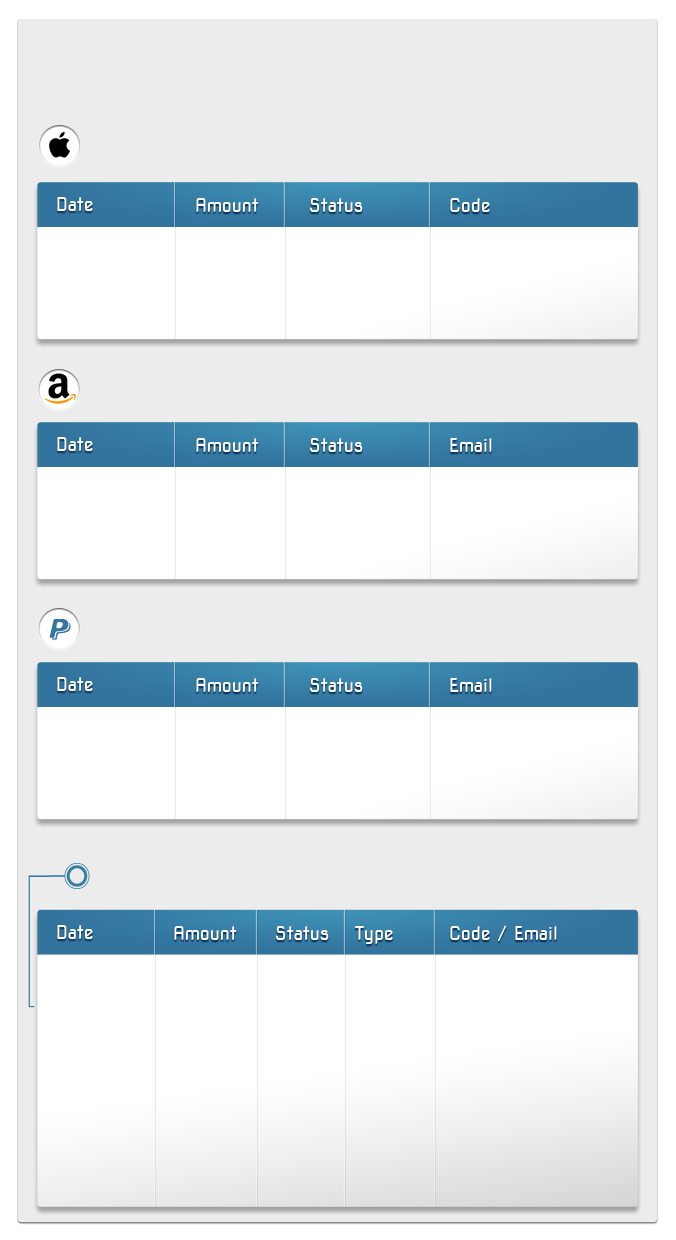 Date Amount Status Code
a
Date Amount Status Email
P
Date Amount Status Email
Date Amount Status Type Code / Email